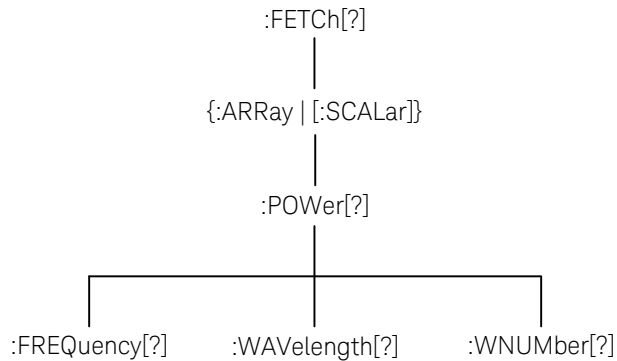 :FETCh[?]
{:ARRay | [:SCALar]}
:POWer[?]
:FREQuency[?] :WAVelength[?] :WNUMber[?]